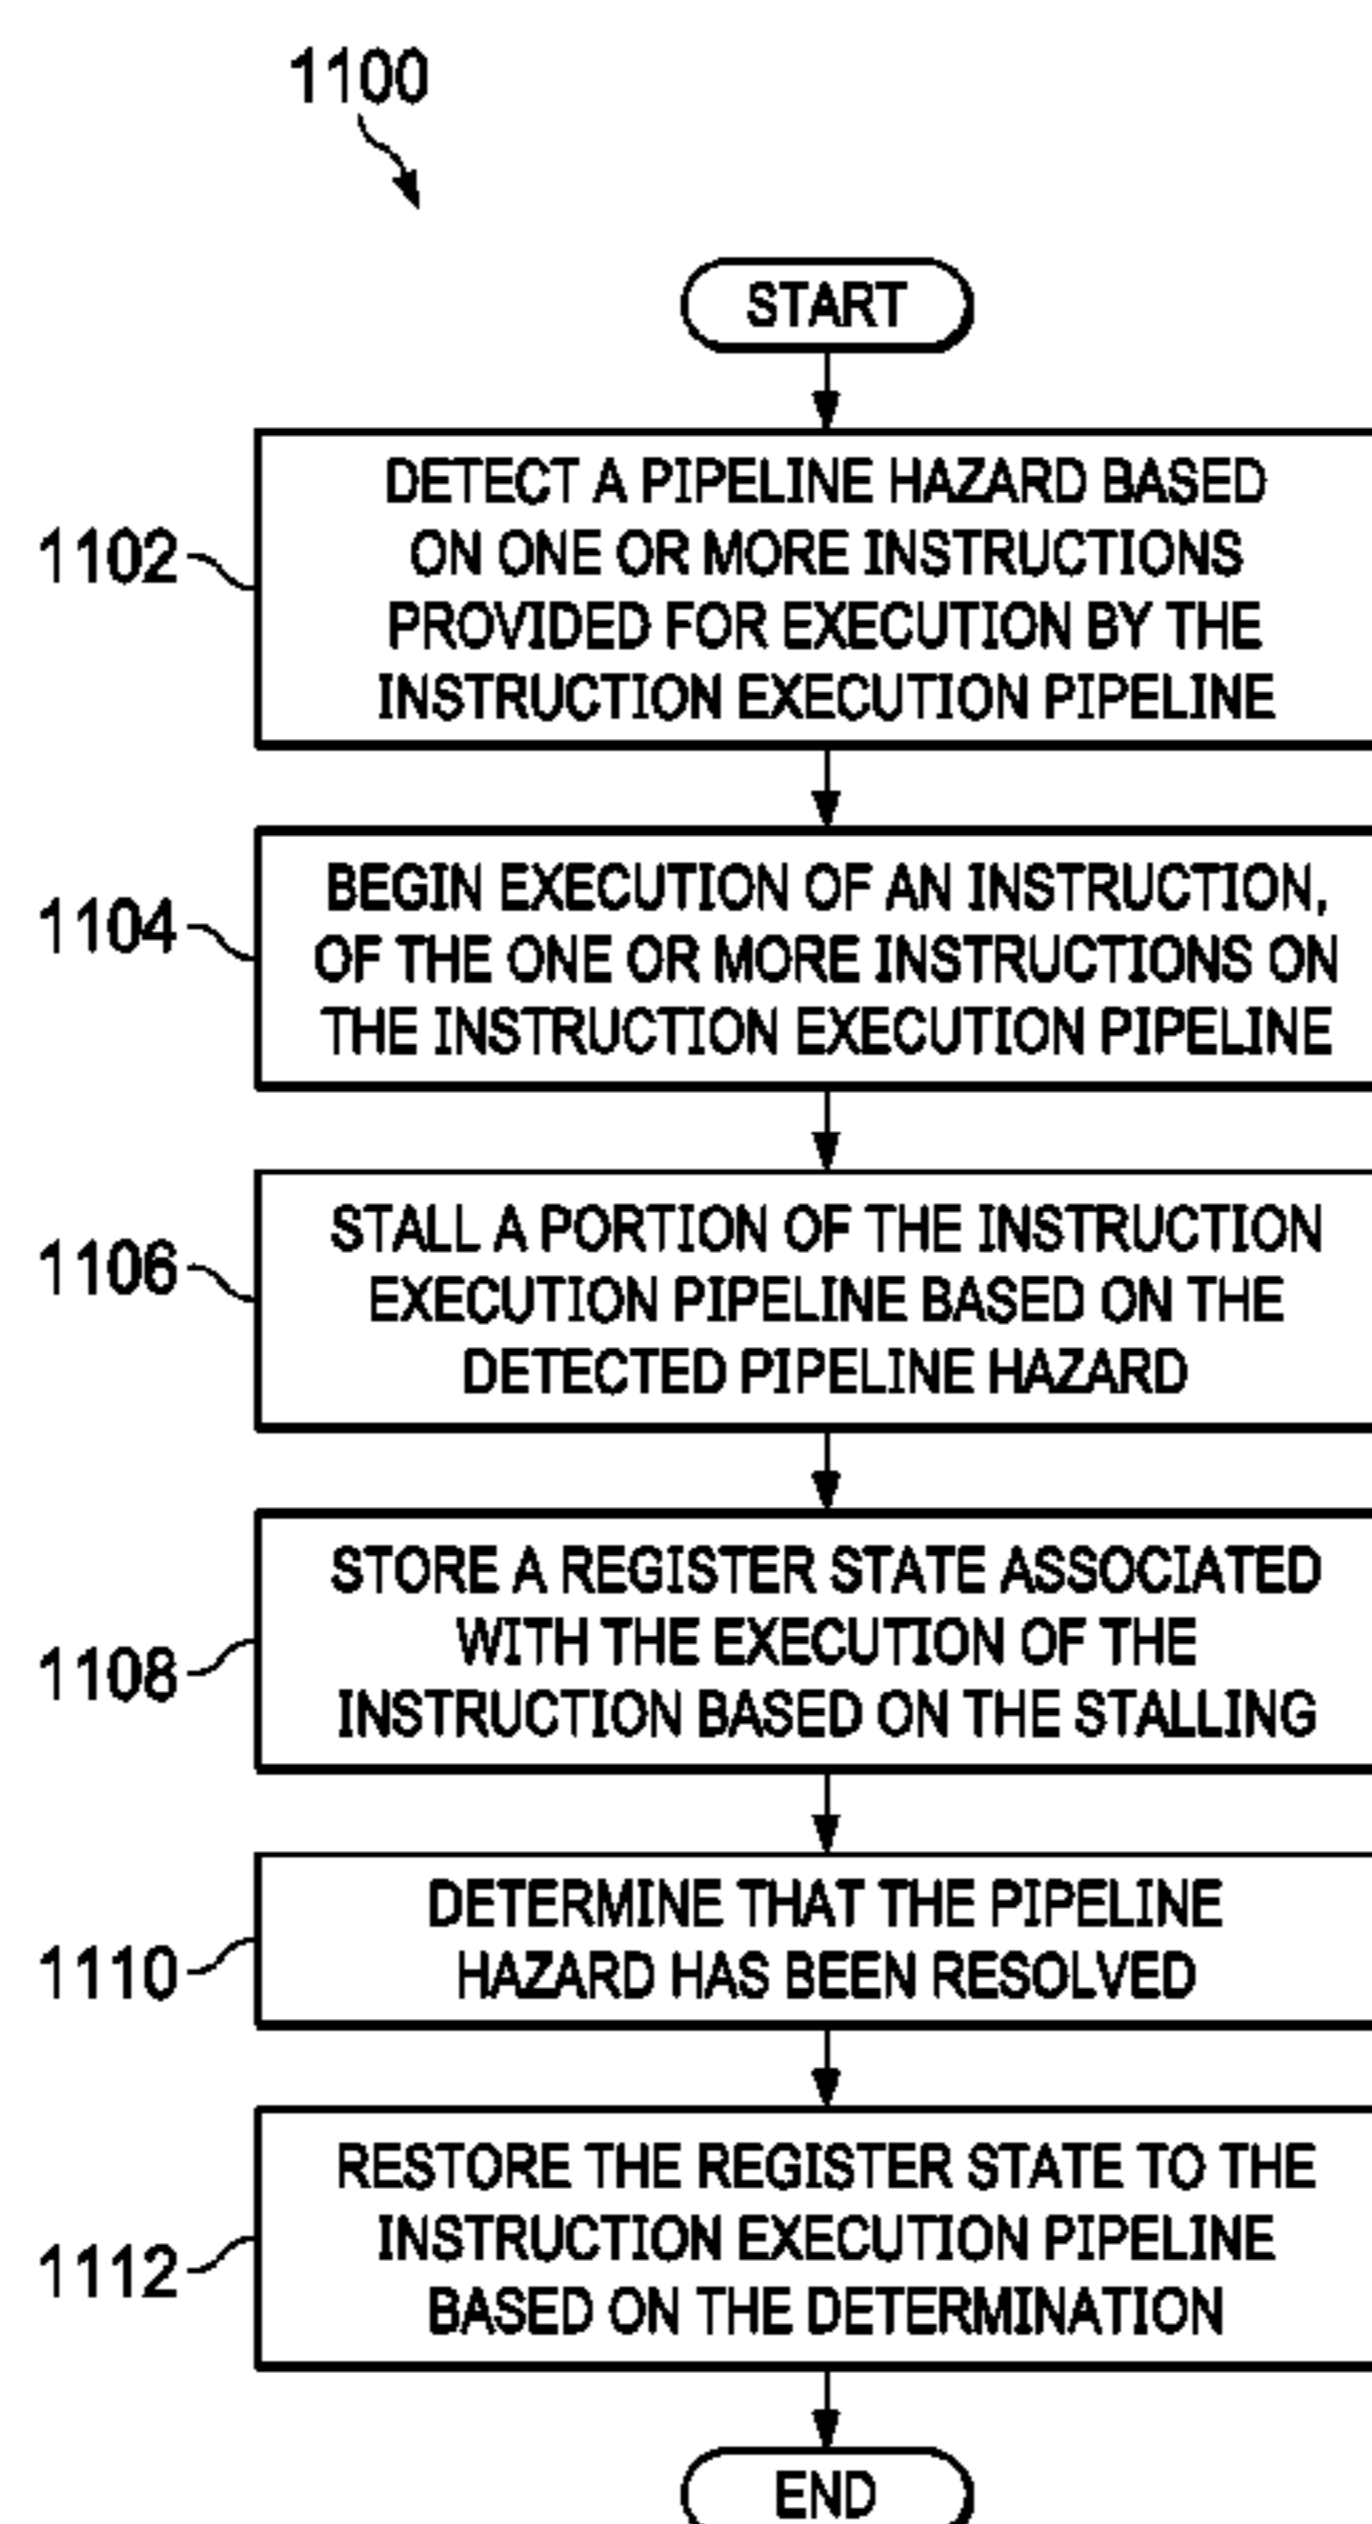 1100
START
1102
DETECT A PIPELINE HAZARD BASED
ON ONE OR MORE INSTRUCTIONS
PROVIDED FOR EXECUTION BY THE
INSTRUCTION EXECUTION PIPELINE
1104
BEGIN EXECUTION OF AN INSTRUCTION,
OF THE ONE OR MORE INSTRUCTIONS ON
THE INSTRUCTION EXECUTION PIPELINE
1106
STALL A PORTION OF THE INSTRUCTION
EXECUTION PIPELINE BASED ON THE
DETECTED PIPELINE HAZARD
1108
STORE A REGISTER STATE ASSOCIATED
WITH THE EXECUTION OF THE
INSTRUCTION BASED ON THE STALLING
1110
DETERMINE THAT THE PIPELINE
HAZARD HAS BEEN RESOLVED
1112
RESTORE THE REGISTER STATE TO THE
INSTRUCTION EXECUTION PIPELINE
BASED ON THE DETERMINATION
END